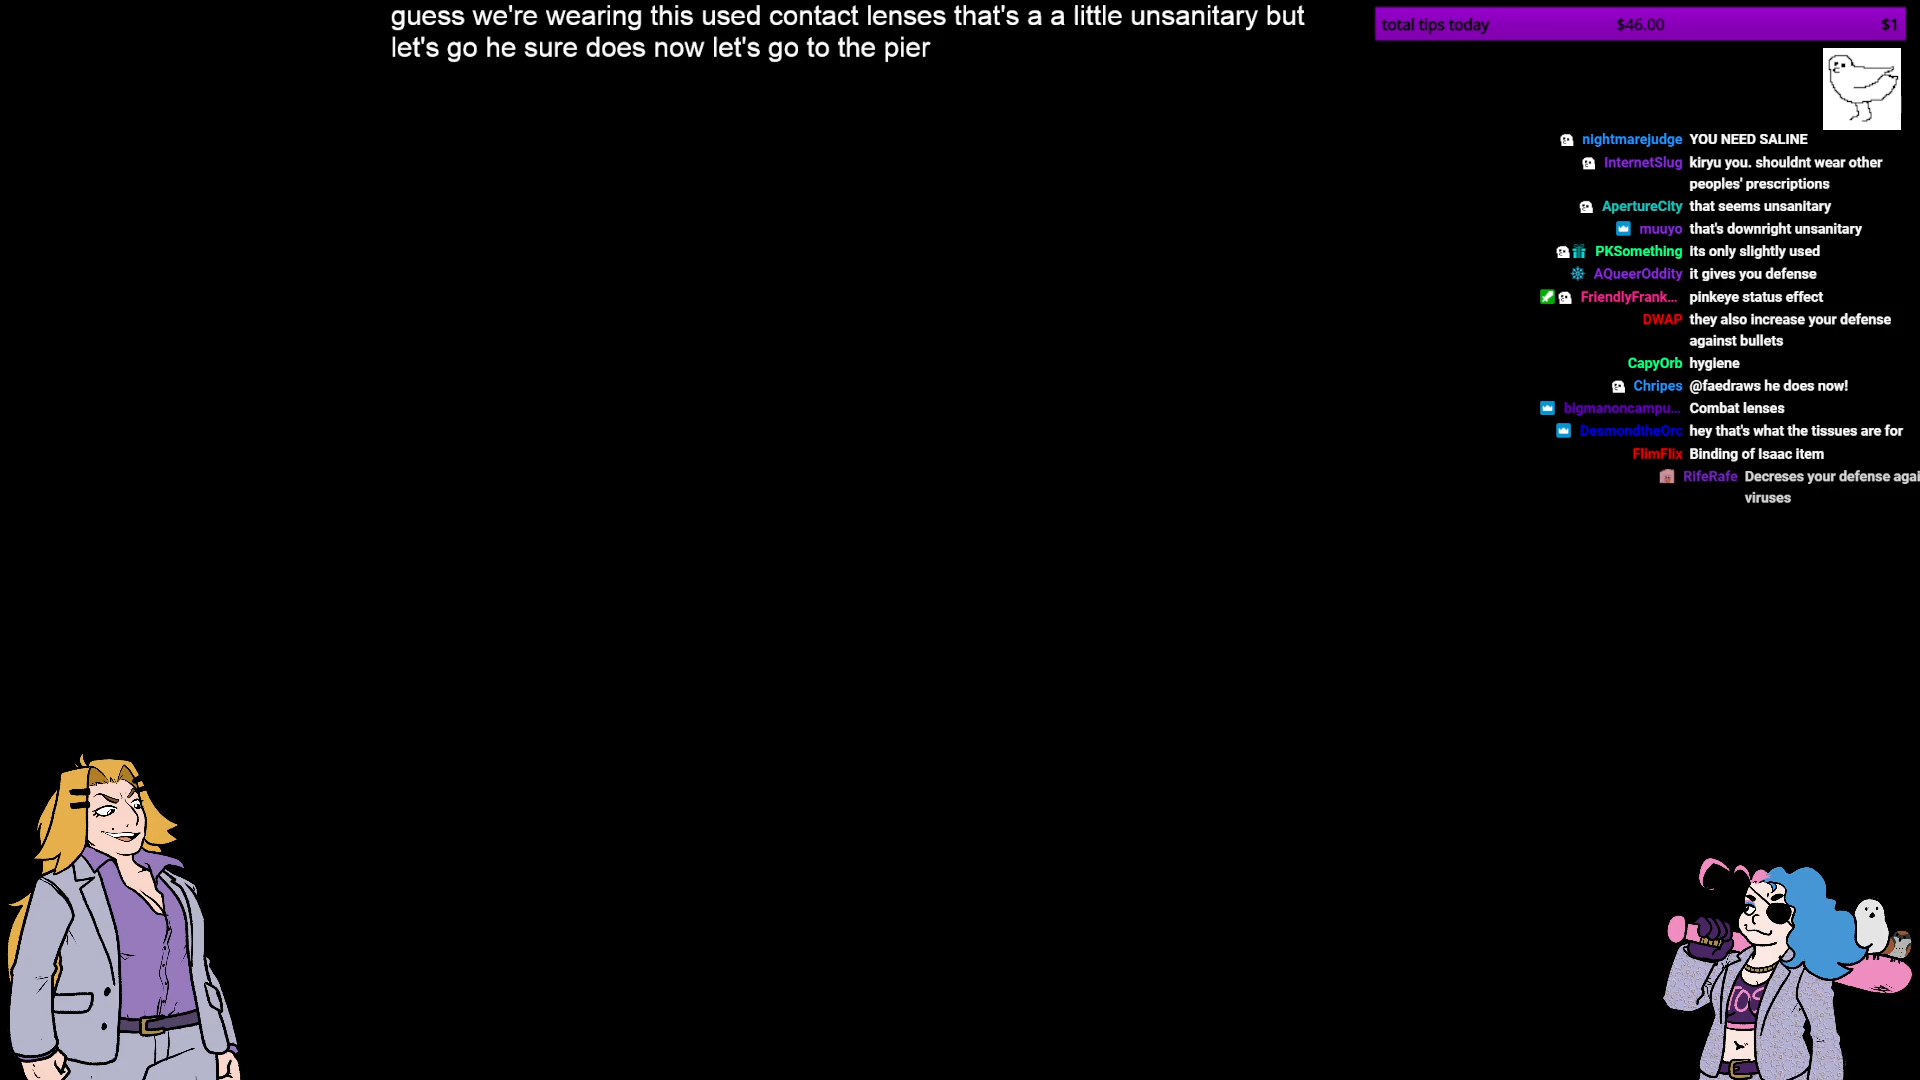 guess we're wearing this used contact lenses that's a a little unsanitary but
let's go he sure does now let's go to the pier
total tips today $46.00 $1
nightmarejudge YOU NEED SALINE
InternetSlug kiryu you. shouldnt wear other
peoples' prescriptions
ApertureCity that seems unsanitary
muuyo that's downright unsanitary
PKSomething its only slightly used
AQueerOddity it gives you defense
FriendlyFrank... pinkeye status effect
DWAP they also increase your defense
against bullets
CapyOrb hygiene
Chripes @faedraws he does now!
bigmanoncampu... Combat lenses
DesmondtheOrc hey that's what the tissues are for
FlimFlix Binding of Isaac item
RifeRafe Decreses your defense agai
viruses